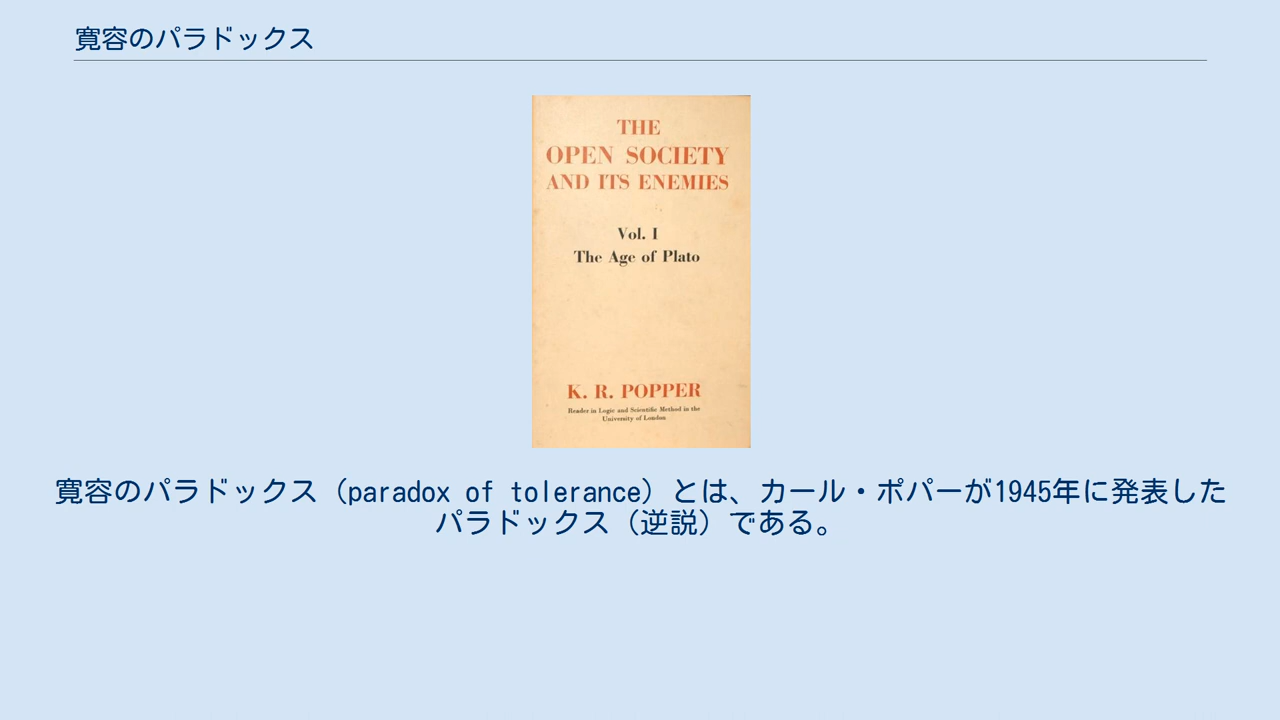 寛容のパラドックス
THE
OPEN SOCIETY
AND ITS ENEMIES
Vol. I
The Age of Plato
K. R. POPPER
Reader in Logic and Scientific Method in the
University of London
寛容のパラドックス（paradox of tolerance）とは、カール・ポパーが1945年に発表した
パラドックス（逆説）である。